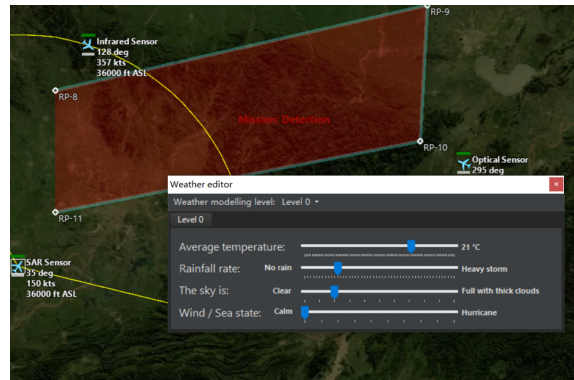 RP-9
Infrared Sensor
128 deg
357 kts
36000 ft ASL
RP-8
Mission: Detection
RP-10
Optical Sensor
295 deg
Weather editor
Weather modelling level: Level 0
Level 0
RP-11
Average temperature: 21 °C
Rainfall rate: No rain Heavy storm
The sky is: Clear Full with thick clouds
Wind / Sea state: Calm Hurricane
SAR Sensor
35 deg
150 kts
36000 ft ASL